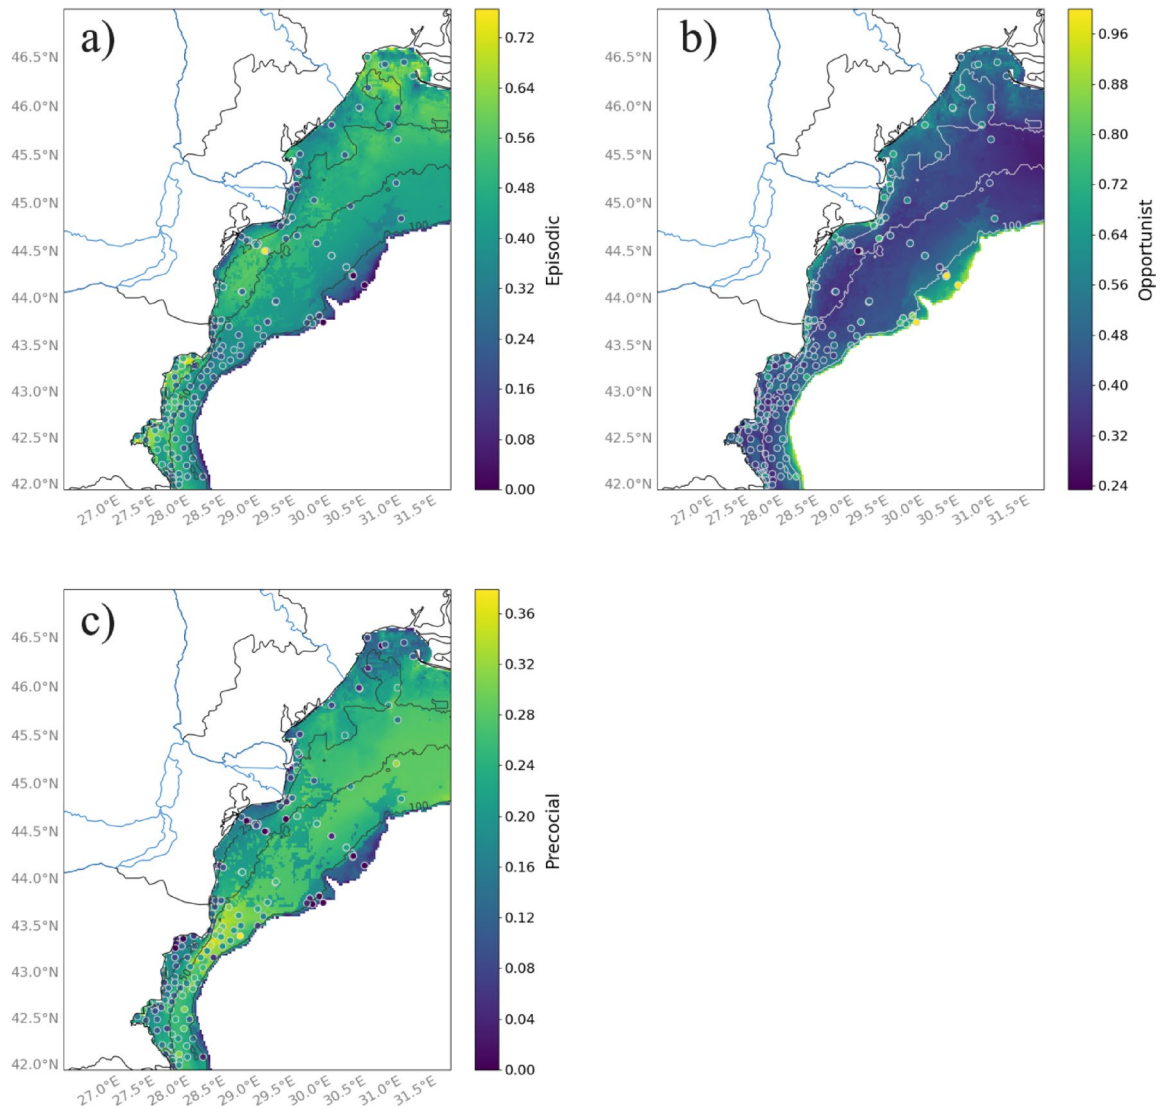 a)
46.5°N
46.0°N
45.5°N
45.0°N
44.5°N
44.0°N
43.5°N
43.0°N
42.5°N
42.0°N
27.0°E
27.5°E
28.0°E
28.5°E
29.0°E
29.5°E
30.0°E
30.5°E
31.0°E
31.5°E
100
0.72
0.64
0.56
0.48
0.40
0.32
0.24
0.16
0.08
0.00
Episodic
b)
46.5°N
46.0°N
45.5°N
45.0°N
44.5°N
44.0°N
43.5°N
43.0°N
42.5°N
42.0°N
27.0°E
27.5°E
28.0°E
28.5°E
29.0°E
29.5°E
30.0°E
30.5°E
31.0°E
31.5°E
100
0.96
0.88
0.80
0.72
0.64
0.56
0.48
0.40
0.32
0.24
Opportunist
c)
46.5°N
46.0°N
45.5°N
45.0°N
44.5°N
44.0°N
43.5°N
43.0°N
42.5°N
42.0°N
27.0°E
27.5°E
28.0°E
28.5°E
29.0°E
29.5°E
30.0°E
30.5°E
31.0°E
31.5°E
100
0.36
0.32
0.28
0.24
0.20
0.16
0.12
0.08
0.04
0.00
Precocial